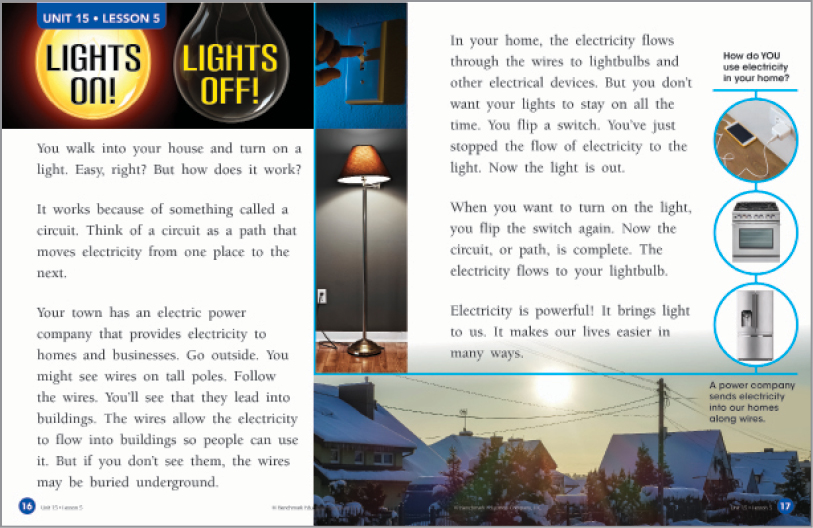 UNIT 15 • LESSON 5
LIGHTS
ON!
LIGHTS
OFF!
You walk into your house and turn on a
light. Easy, right? But how does it work?
It works because of something called a
circuit. Think of a circuit as a path that
moves electricity from one place to the
next.
Your town has an electric power
company that provides electricity to
homes and businesses. Go outside. You
might see wires on tall poles. Follow
the wires. You'll see that they lead into
buildings. The wires allow the electricity
to flow into buildings so people can use
it. But if you don't see them, the wires
may be buried underground.
16 Unit 15 • Lesson 5
In your home, the electricity flows
through the wires to lightbulbs and
other electrical devices. But you don't
want your lights to stay on all the
time. You flip a switch. You've just
stopped the flow of electricity to the
light. Now the light is out.
When you want to turn on the light,
you flip the switch again. Now the
circuit, or path, is complete. The
electricity flows to your lightbulb.
Electricity is powerful! It brings light
to us. It makes our lives easier in
many ways.
How do YOU
use electricity
in your home?
A power company
sends electricity
into our homes
along wires.
Unit 15 • Lesson 5 17